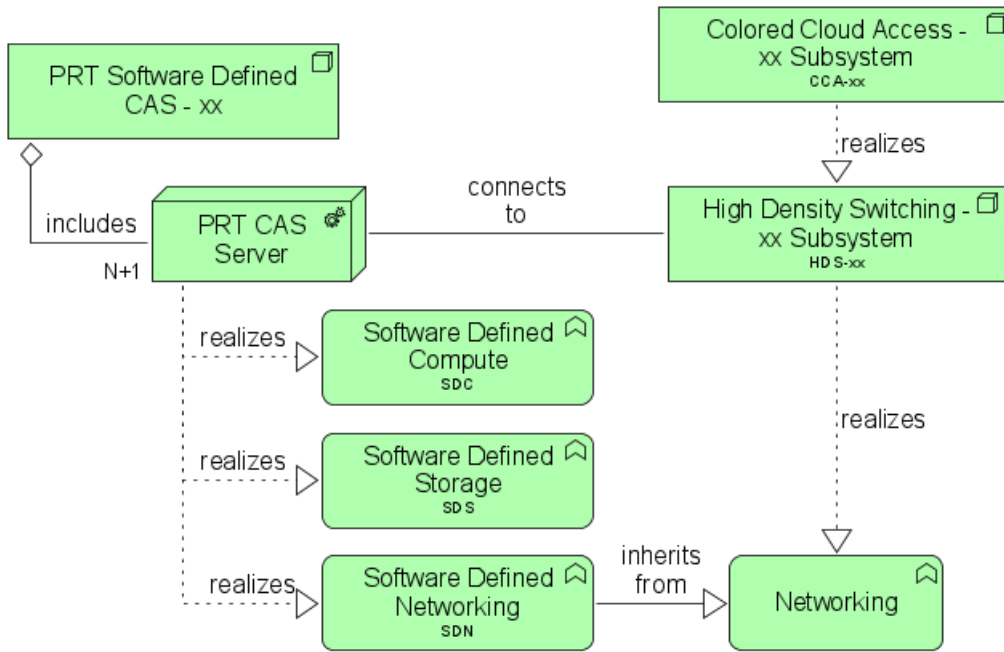 PRT Software Defined
CAS - xx
Colored Cloud Access -
xx Subsystem
CCA-xx
realizes
includes
N+1
PRT CAS
Server
connects
to
High Density Switching -
xx Subsystem
HDS-xx
realizes
Software Defined
Compute
SDC
realizes
Software Defined
Storage
SDS
realizes
realizes
Software Defined
Networking
SDN
inherits
from
Networking